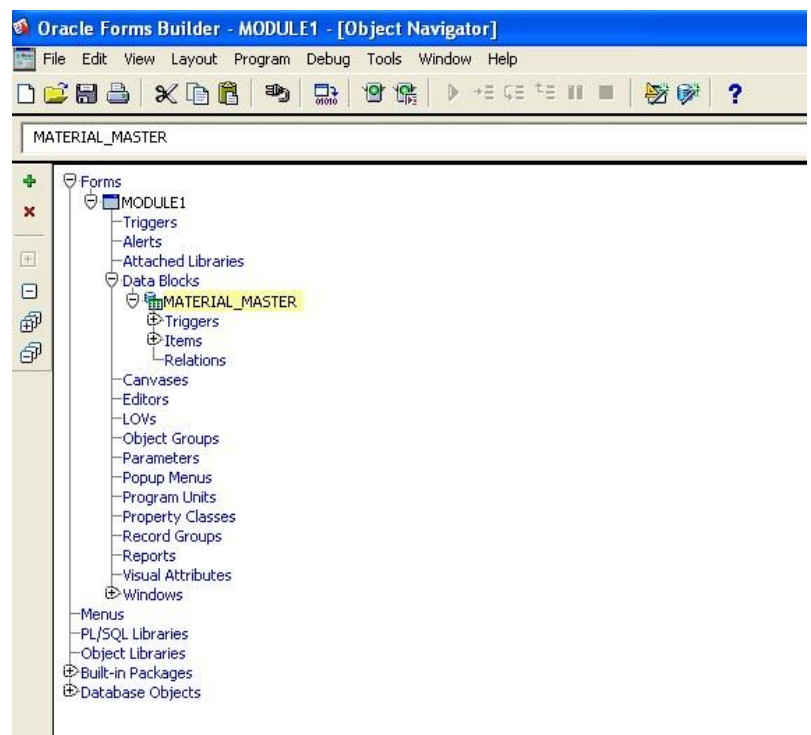 Oracle Forms Builder - MODULE1 - [Object Navigator]
File Edit View Layout Program Debug Tools Window Help
01010
?
MATERIAL_MASTER
Forms
MODULE1
Triggers
Alerts
Attached Libraries
Data Blocks
MATERIAL_MASTER
Triggers
Items
Relations
Canvases
Editors
LOVs
Object Groups
Parameters
Popup Menus
Program Units
Property Classes
Record Groups
Reports
Visual Attributes
Windows
Menus
PL/SQL Libraries
Object Libraries
Built-in Packages
Database Objects